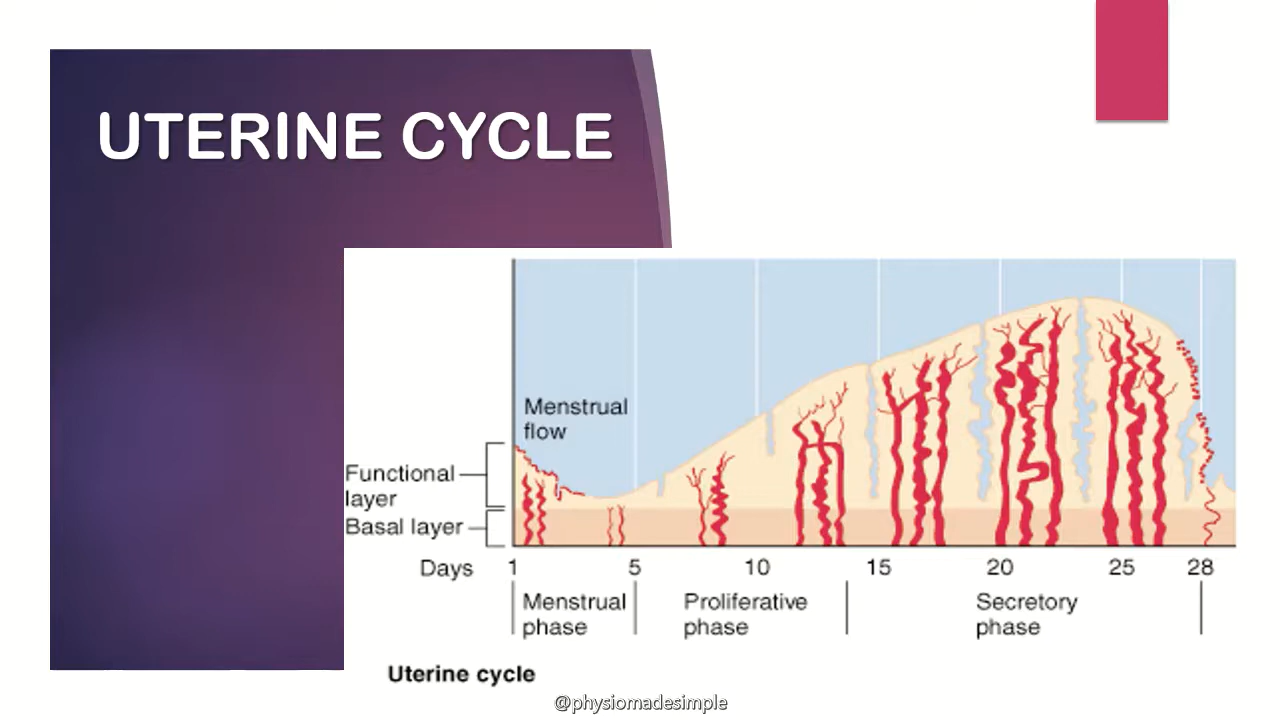 UTERINE CYCLE
Menstrual
flow
Functional
layer
Basal layer
Days 1 5 10 15 20 25 28
Menstrual
phase
Proliferative
phase
Secretory
phase
Uterine cycle
@physiomadesimple